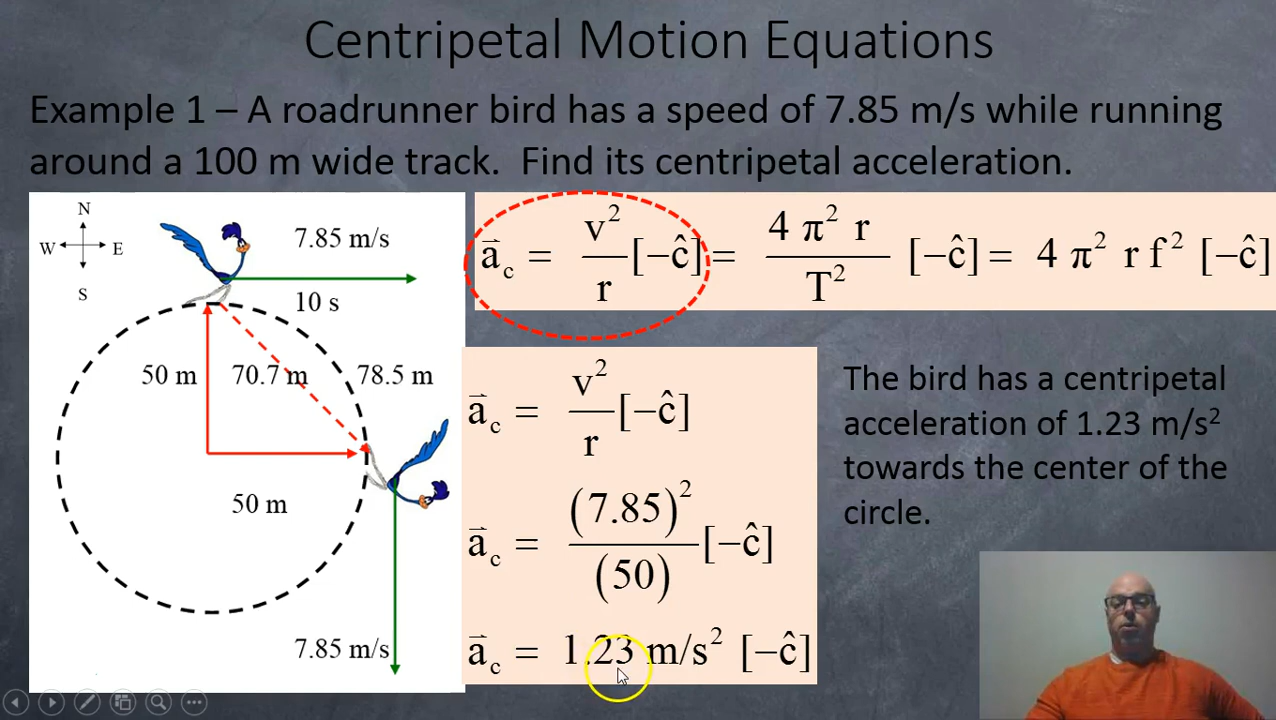 Centripetal Motion Equations
Example 1 – A roadrunner bird has a speed of 7.85 m/s while running
around a 100 m wide track. Find its centripetal acceleration.
N
W E
S
7.85 m/s
10 s
50 m 70.7 m 78.5 m
50 m
7.85 m/s
a⃗c = v²/r [−ĉ] = 4 π² r / T² [−ĉ] = 4 π² r f² [−ĉ]
a⃗c = v²/r [−ĉ]
a⃗c = (7.85)²/(50) [−ĉ]
a⃗c = 1.23 m/s² [−ĉ]
The bird has a centripetal
acceleration of 1.23 m/s²
towards the center of the
circle.